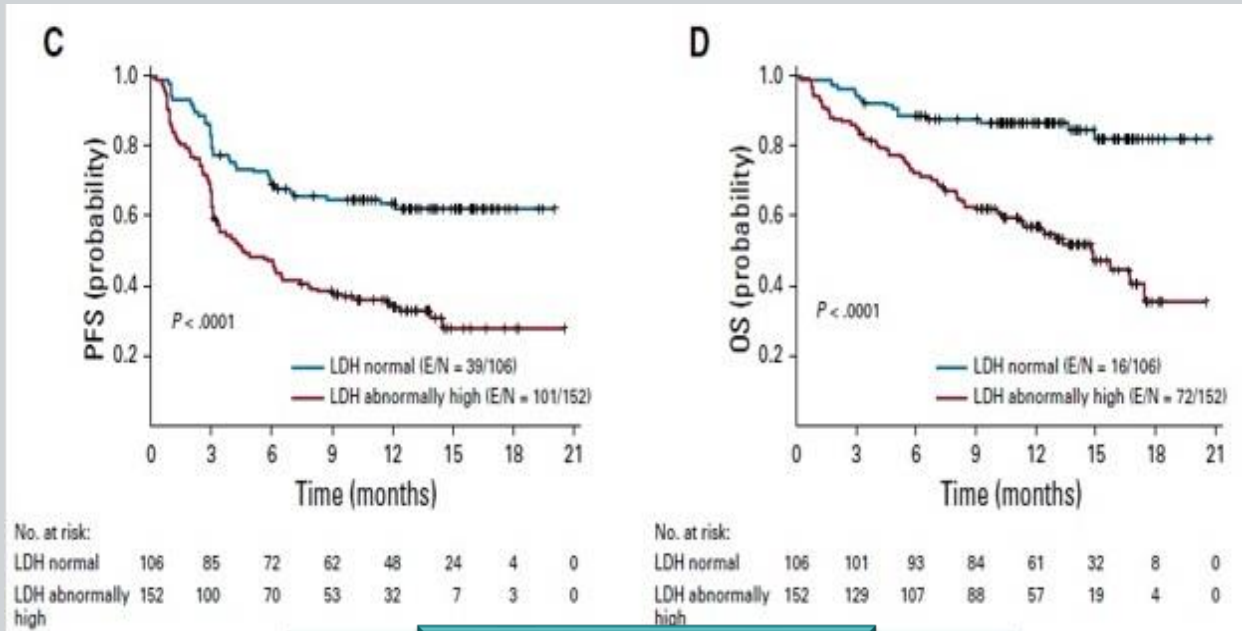 C
1.0
0.8
0.6
0.4
0.2
PFS (probability)
P < .0001
LDH normal (E/N = 39/106)
LDH abnormally high (E/N = 101/152)
0 3 6 9 12 15 18 21
Time (months)
No. at risk:
LDH normal 106 85 72 62 48 24 4 0
LDH abnormally 152 100 70 53 32 7 3 0
high
D
1.0
0.8
0.6
0.4
0.2
OS (probability)
P < .0001
LDH normal (E/N = 16/106)
LDH abnormally high (E/N = 72/152)
0 3 6 9 12 15 18 21
Time (months)
No. at risk:
LDH normal 106 101 93 84 61 32 8 0
LDH abnormally 152 129 107 88 57 19 4 0
high